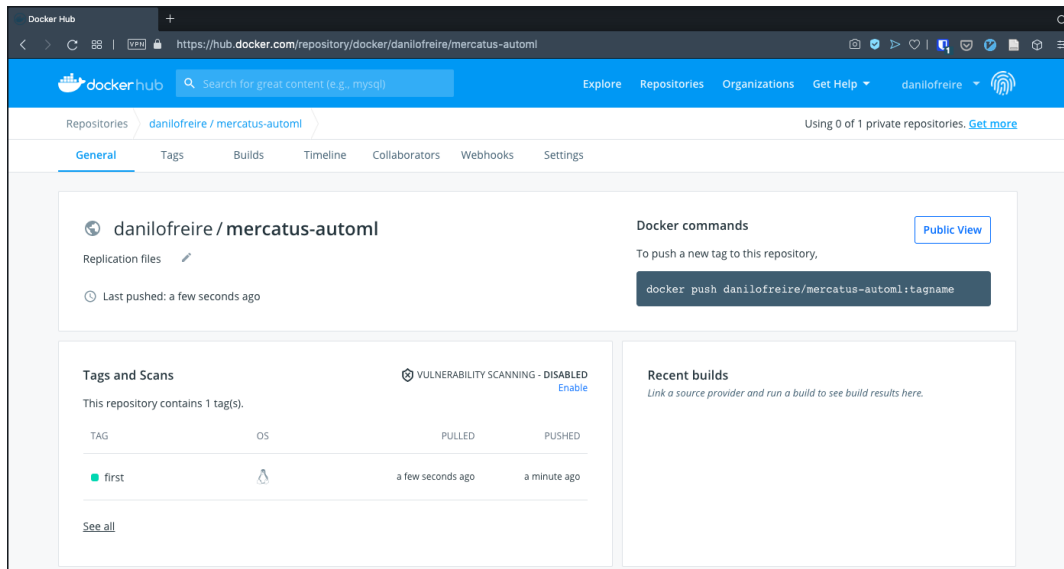 Docker Hub
+
VPN https://hub.docker.com/repository/docker/danilofreire/mercatus-automl
dockerhub Search for great content (e.g., mysql) Explore Repositories Organizations Get Help danilofreire
Repositories danilofreire / mercatus-automl Using 0 of 1 private repositories. Get more
General Tags Builds Timeline Collaborators Webhooks Settings
danilofreire / mercatus-automl
Replication files
Last pushed: a few seconds ago
Docker commands
Public View
To push a new tag to this repository,
docker push danilofreire/mercatus-automl:tagname
Tags and Scans
VULNERABILITY SCANNING - DISABLED
Enable
This repository contains 1 tag(s).
TAG OS PULLED PUSHED
first a few seconds ago a minute ago
See all
Recent builds
Link a source provider and run a build to see build results here.